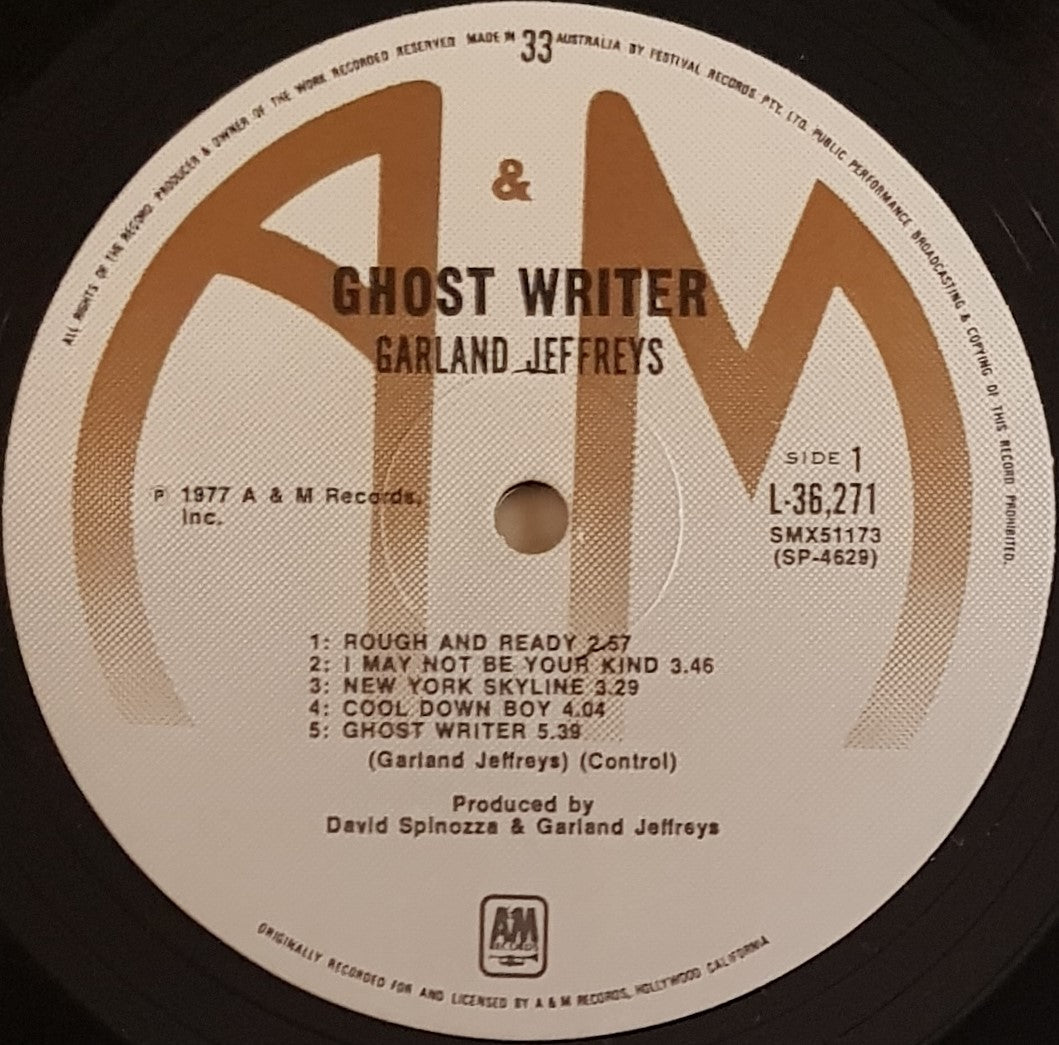 ALL RIGHTS OF THE RECORD PRODUCER & OWNER OF THE WORK RECORDED RESERVED MADE IN 33 AUSTRALIA BY FESTIVAL RECORDS PTY. LTD. PUBLIC PERFORMANCE BROADCASTING & COPYING OF THIS RECORD PROHIBITED.
A & M
GHOST WRITER
GARLAND JEFFREYS
SIDE 1
L-36,271
SMX51173
(SP-4629)
℗ 1977 A & M Records,
Inc.
1: ROUGH AND READY 2.57
2: I MAY NOT BE YOUR KIND 3.46
3: NEW YORK SKYLINE 3.29
4: COOL DOWN BOY 4.04
5: GHOST WRITER 5.39
(Garland Jeffreys) (Control)
Produced by
David Spinozza & Garland Jeffreys
A&M
RECORDS
ORIGINALLY RECORDED FOR AND LICENSED BY A & M RECORDS, HOLLYWOOD CALIFORNIA